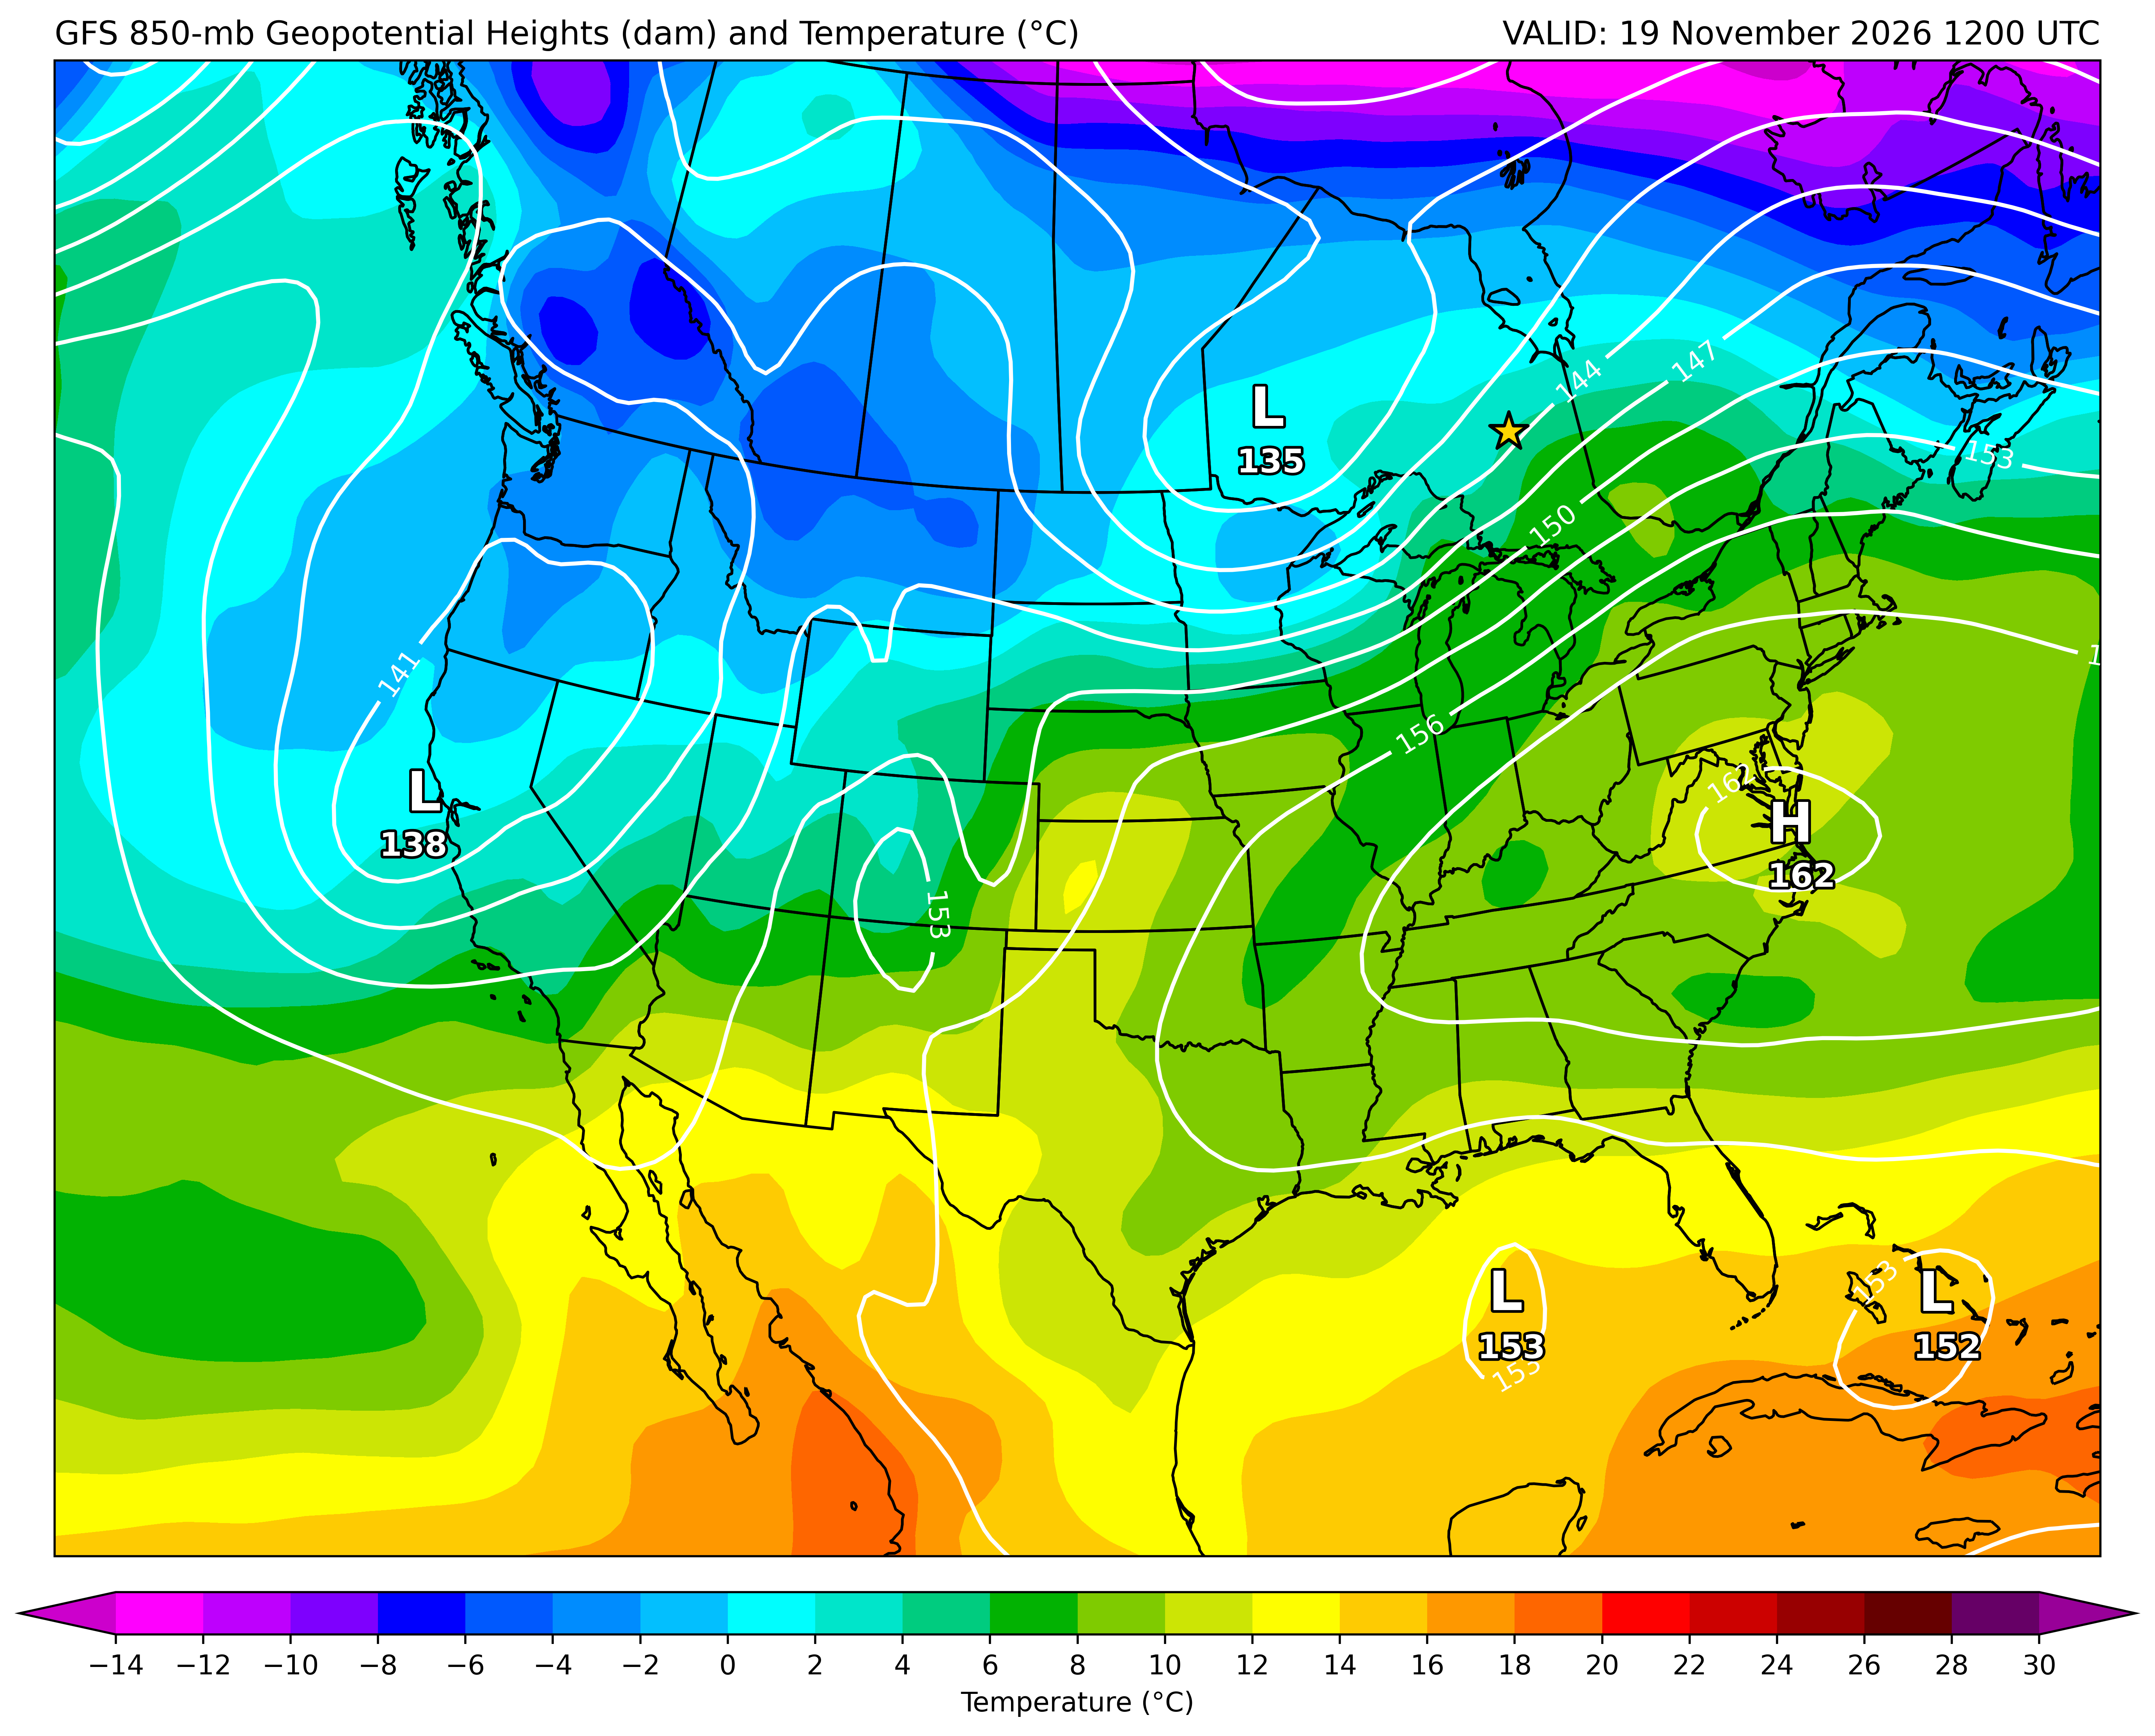 GFS 850-mb Geopotential Heights (dam) and Temperature (°C)
VALID: 19 November 2026 1200 UTC
144
147
L
135
153
150
141
156
L
138
162
H
162
153
153
L
153
153
L
152
−14 −12 −10 −8 −6 −4 −2 0 2 4 6 8 10 12 14 16 18 20 22 24 26 28 30
Temperature (°C)